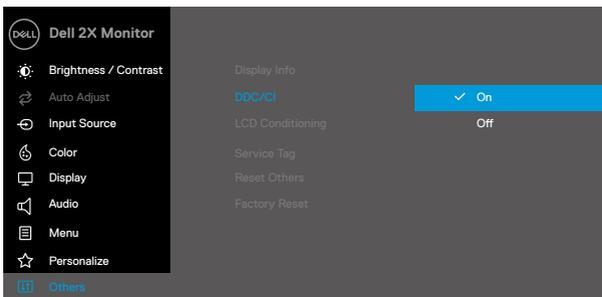 DELL
Dell 2X Monitor
Brightness / Contrast
Auto Adjust
Input Source
Color
Display
Audio
Menu
Personalize
Others
Display Info
DDC/CI
LCD Conditioning
Service Tag
Reset Others
Factory Reset
On
Off